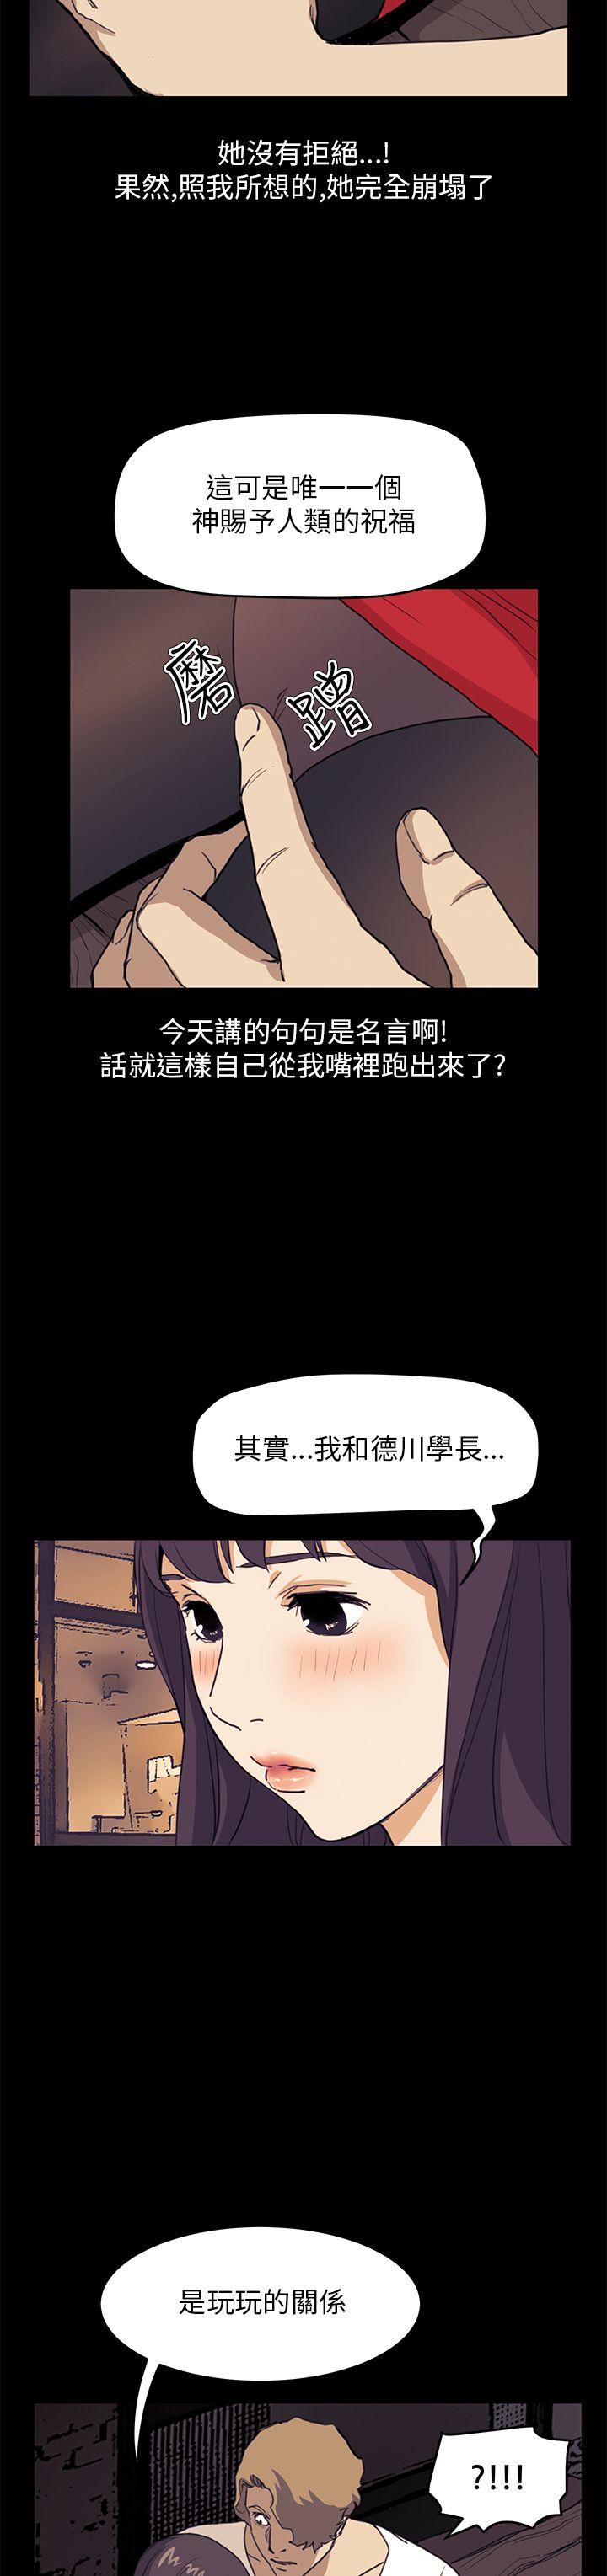 她沒有拒絕...!
果然,照我所想的,她完全崩塌了
這可是唯一一個
神賜予人類的祝福
磨
蹭
今天講的句句是名言啊!
話就這樣自己從我嘴裡跑出來了?
其實...我和德川學長...
是玩玩的關係
?!!!